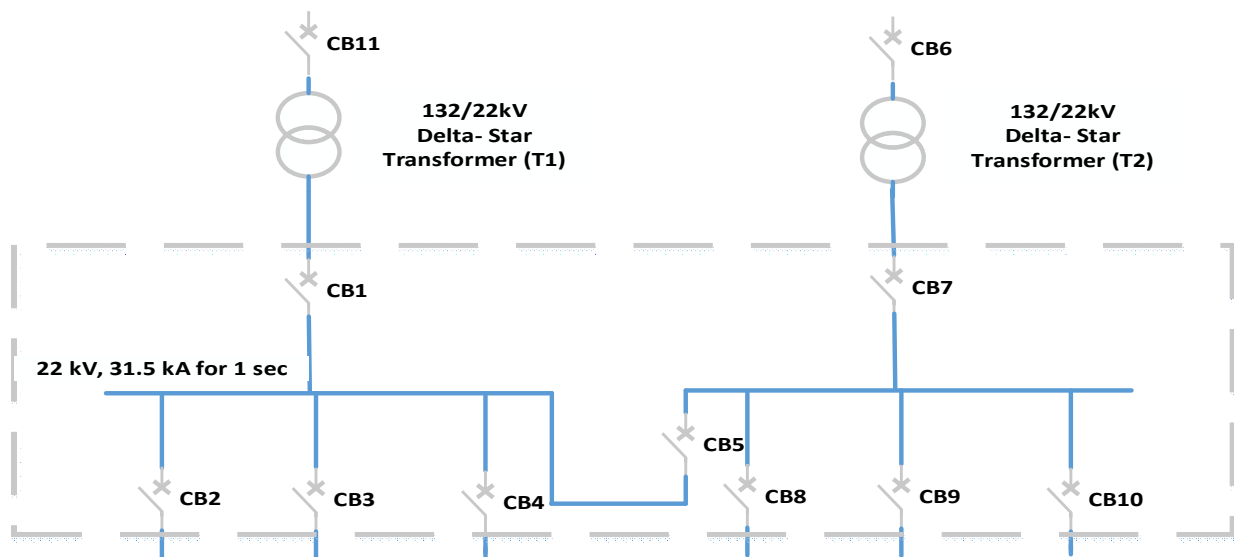 CB11
CB6
132/22kV
Delta- Star
Transformer (T1)
132/22kV
Delta- Star
Transformer (T2)
CB1
CB7
22 kV, 31.5 kA for 1 sec
CB5
CB2
CB3
CB4
CB8
CB9
CB10